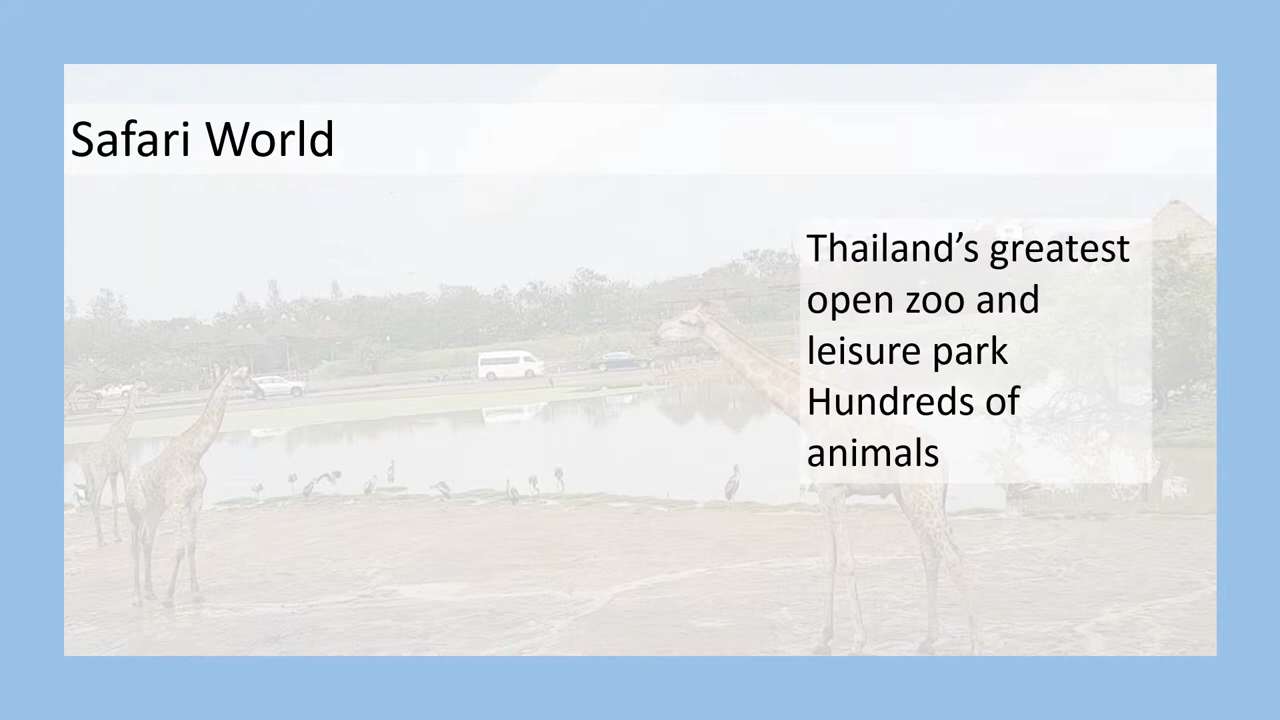 Safari World
Thailand’s greatest
open zoo and
leisure park
Hundreds of
animals